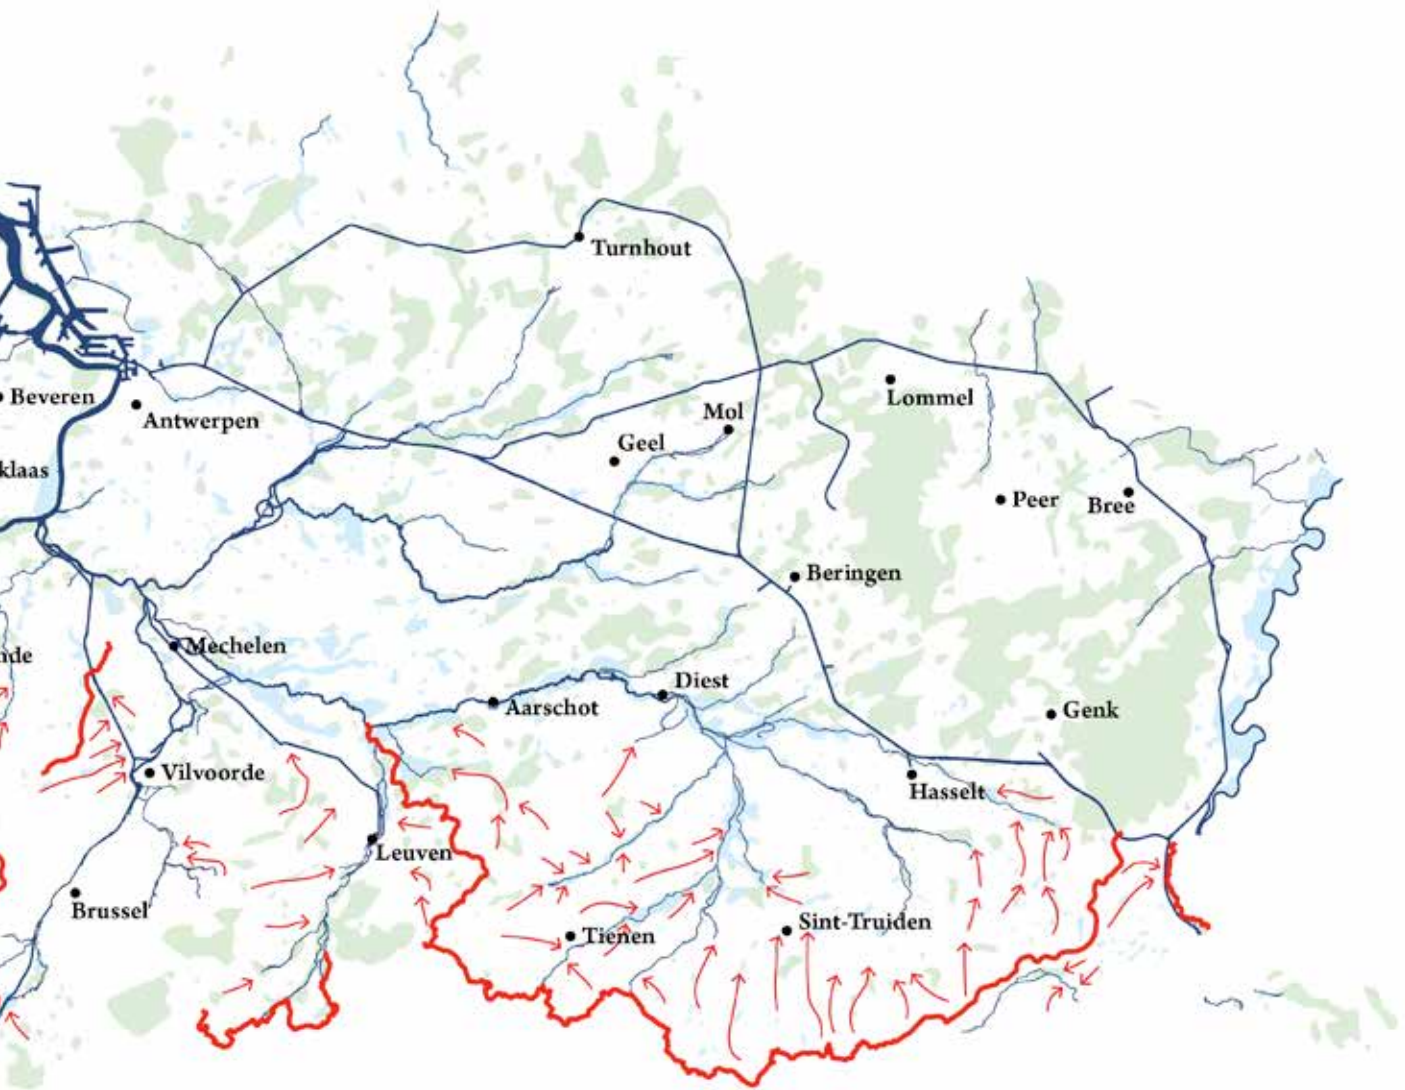 Turnhout
Beveren
Antwerpen
Lommel
Mol
Geel
klaas
Peer
Bree
Beringen
Mechelen
nde
Diest
Aarschot
Genk
Vilvoorde
Hasselt
Leuven
Brussel
Sint-Truiden
Tienen